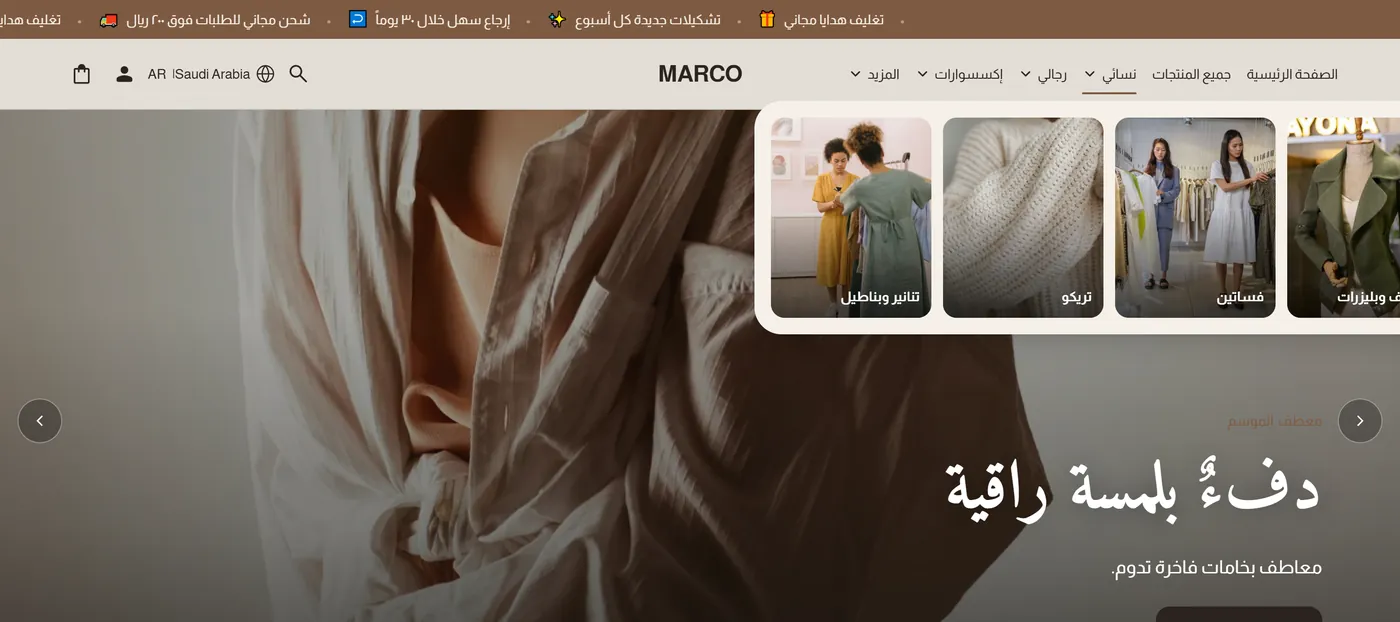 تغليف هدايا مجاني • تشكيلات جديدة كل أسبوع ✨ • إرجاع سهل خلال ٣٠ يوماً • شحن مجاني للطلبات فوق ٢٠٠ ريال • تغليف
الصفحة الرئيسية جميع المنتجات نسائي رجالي إكسسوارات المزيد
MARCO
AR |Saudi Arabia
AYONA
وبليزرات
فساتين
تريكو
تنانير وبناطيل
معطف الموسم
دفءٌ بلمسة راقية
معاطف بخامات فاخرة تدوم.